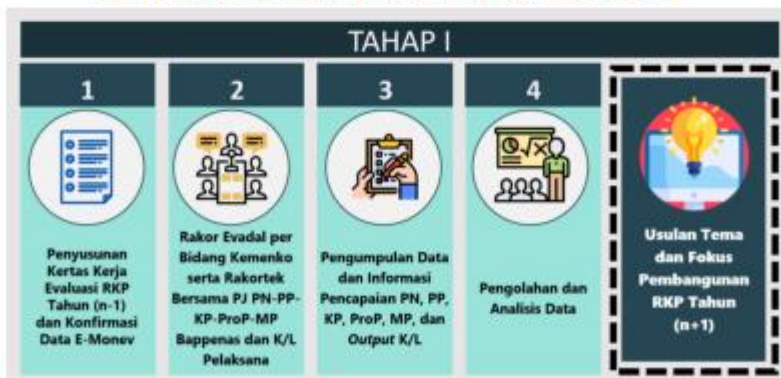 TAHAP I
1
Penyusunan
Kertas Kerja
Evaluasi RKP
Tahun (n-1)
dan Konfirmasi
Data E-Monev
2
Rakor Evadal per
Bidang Kemenko
serta Rakortek
Bersama PJ PN-PP-
KP-ProP-MP
Bappenas dan K/L
Pelaksana
3
Pengumpulan Data
dan Informasi
Pencapaian PN, PP,
KP, ProP, MP, dan
Output K/L
4
Pengolahan dan
Analisis Data
Usulan Tema
dan Fokus
Pembangunan
RKP Tahun
(n+1)